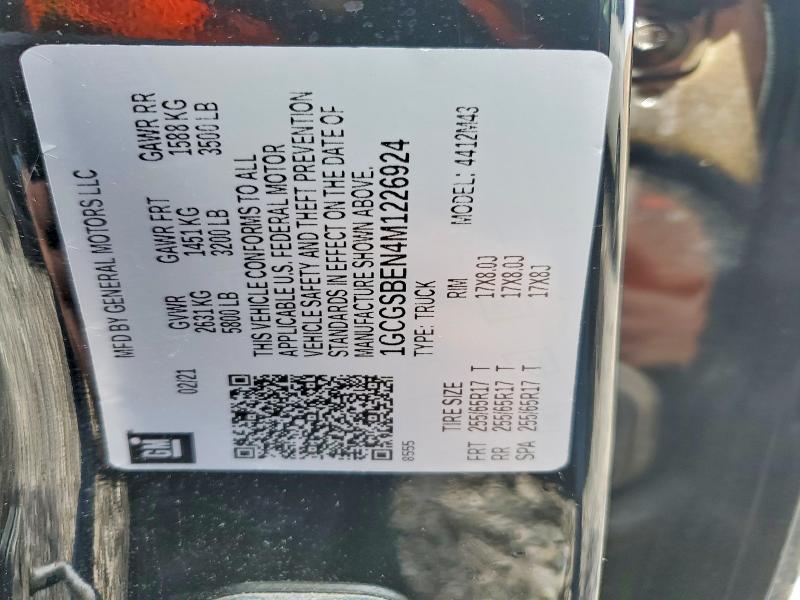 GM
MFD BY GENERAL MOTORS LLC
02/21
GVWR GAWR FRT GAWR RR
2631 KG 1451 KG 1588 KG
5800 LB 3200 LB 3500 LB
THIS VEHICLE CONFORMS TO ALL
APPLICABLE U.S. FEDERAL MOTOR
VEHICLE SAFETY AND THEFT PREVENTION
STANDARDS IN EFFECT ON THE DATE OF
MANUFACTURE SHOWN ABOVE.
1GCGSBEN4M1226924
8555
TYPE: TRUCK MODEL: 4412M43
TIRE SIZE RIM
FRT 255/65R17 T 17X8.0J
RR 255/65R17 T 17X8.0J
SPA 255/65R17 T 17X8J